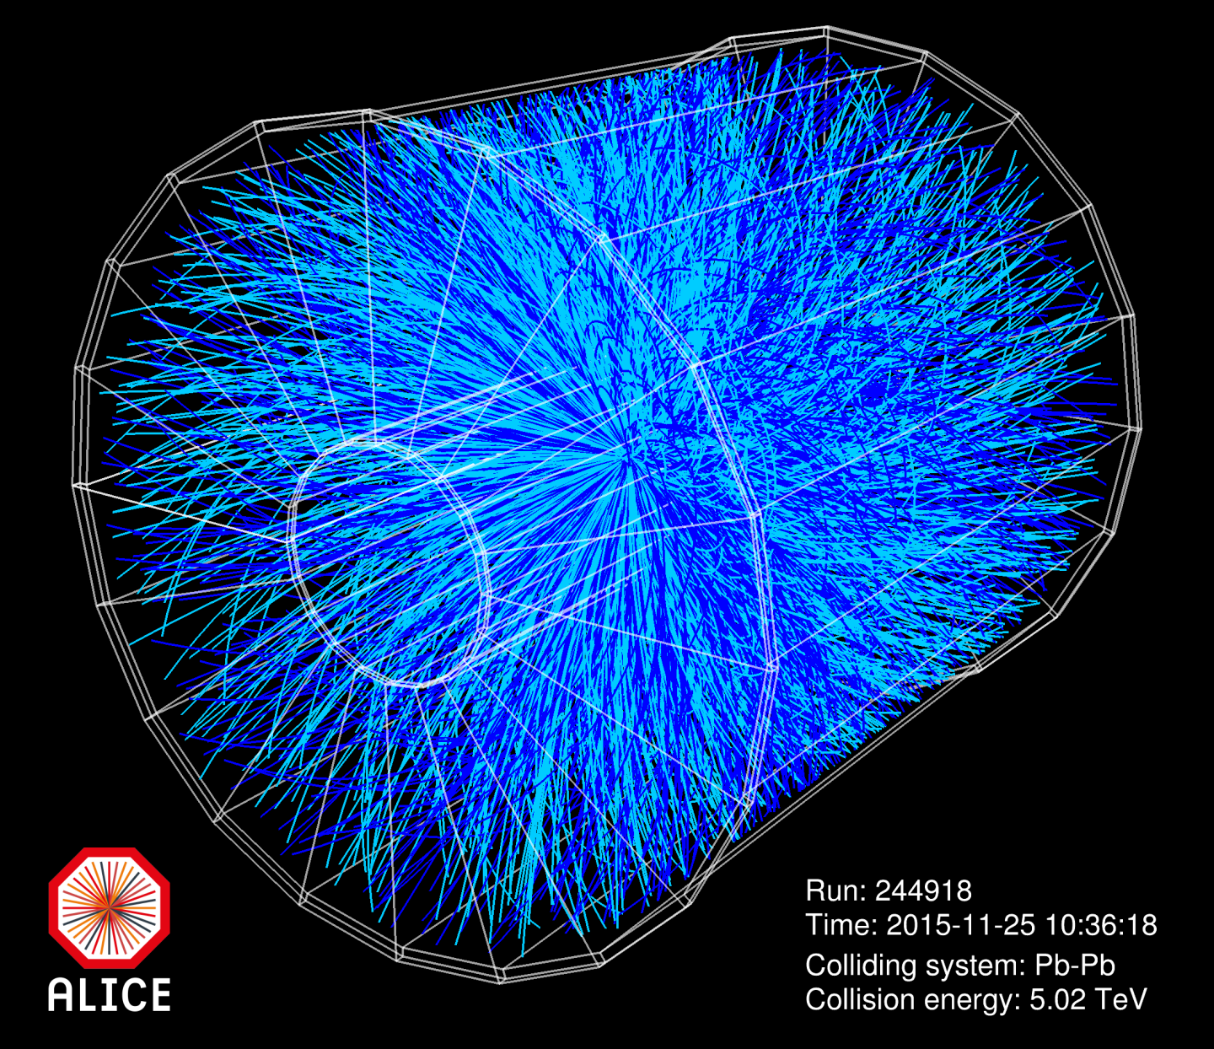 Run: 244918
Time: 2015-11-25 10:36:18
Colliding system: Pb-Pb
Collision energy: 5.02 TeV
ALICE